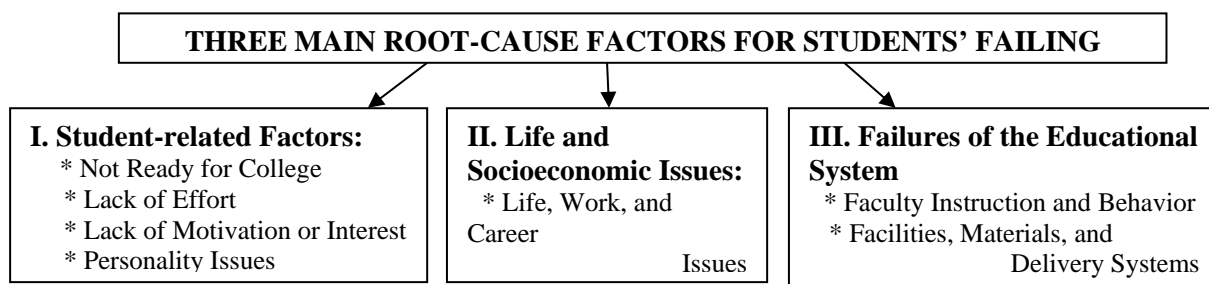 THREE MAIN ROOT-CAUSE FACTORS FOR STUDENTS’ FAILING
I. Student-related Factors:
* Not Ready for College
* Lack of Effort
* Lack of Motivation or Interest
* Personality Issues
II. Life and
Socioeconomic Issues:
* Life, Work, and
Career
Issues
III. Failures of the Educational
System
* Faculty Instruction and Behavior
* Facilities, Materials, and
Delivery Systems